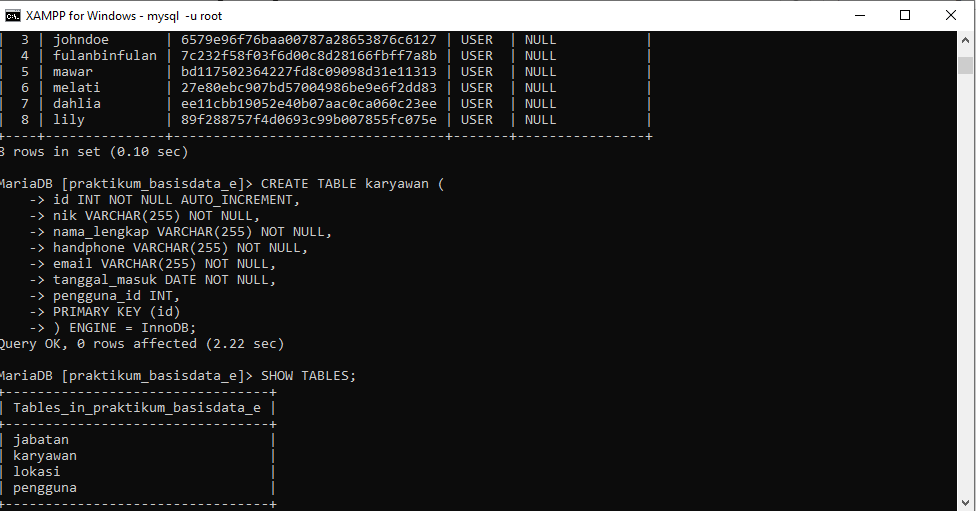 XAMPP for Windows - mysql -u root
|  3 | johndoe       | 6579e96f76baa00787a28653876c6127 | USER  | NULL           |
|  4 | fulanbinfulan | 7c232f58f03f6d00c8d28166fbff7a8b | USER  | NULL           |
|  5 | mawar         | bd117502364227fd8c09098d31e11313 | USER  | NULL           |
|  6 | melati        | 27e80ebc907bd57004986be9e6f2dd83 | USER  | NULL           |
|  7 | dahlia        | ee11cbb19052e40b07aac0ca060c23ee | USER  | NULL           |
|  8 | lily          | 89f288757f4d0693c99b007855fc075e | USER  | NULL           |
+----+---------------+----------------------------------+-------+----------------+
8 rows in set (0.10 sec)
MariaDB [praktikum_basisdata_e]> CREATE TABLE karyawan (
    -> id INT NOT NULL AUTO_INCREMENT,
    -> nik VARCHAR(255) NOT NULL,
    -> nama_lengkap VARCHAR(255) NOT NULL,
    -> handphone VARCHAR(255) NOT NULL,
    -> email VARCHAR(255) NOT NULL,
    -> tanggal_masuk DATE NOT NULL,
    -> pengguna_id INT,
    -> PRIMARY KEY (id)
    -> ) ENGINE = InnoDB;
Query OK, 0 rows affected (2.22 sec)
MariaDB [praktikum_basisdata_e]> SHOW TABLES;
+---------------------------------+
| Tables_in_praktikum_basisdata_e |
+---------------------------------+
| jabatan                         |
| karyawan                        |
| lokasi                          |
| pengguna                        |
+---------------------------------+